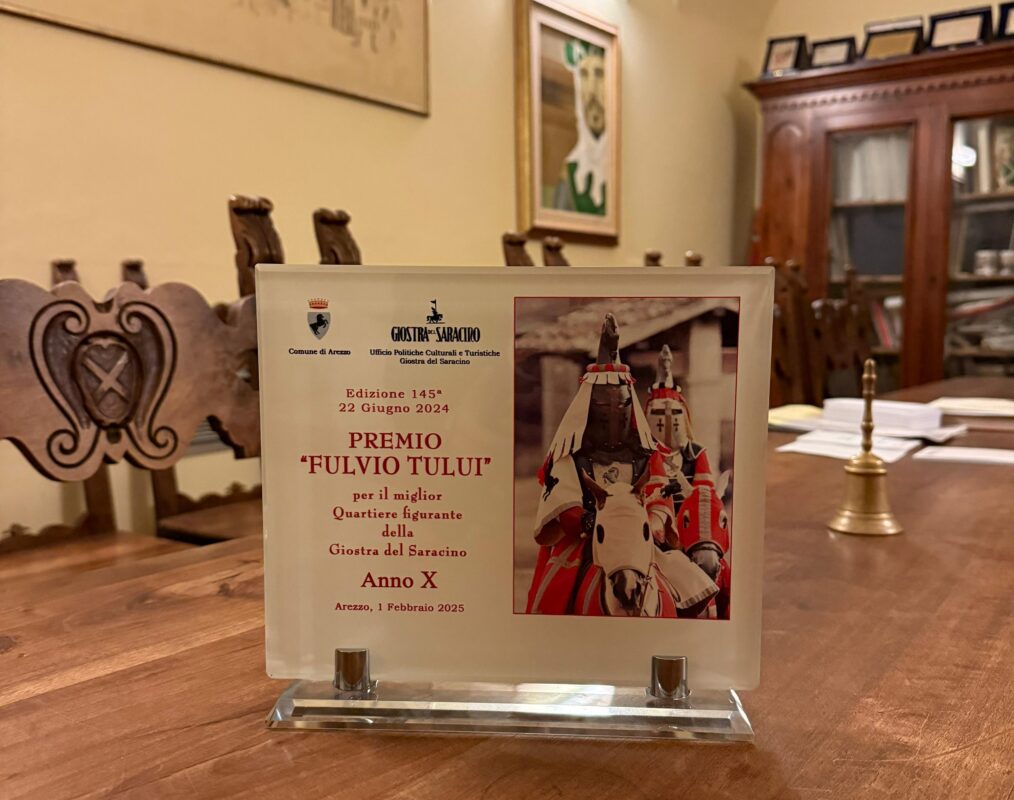 Comune di Arezzo
GIOSTRA DEL SARACINO
Ufficio Politiche Culturali e Turistiche
Giostra del Saracino
Edizione 145ª
22 Giugno 2024
PREMIO
“FULVIO TULUI”
per il miglior
Quartiere figurante
della
Giostra del Saracino
Anno X
Arezzo, 1 Febbraio 2025